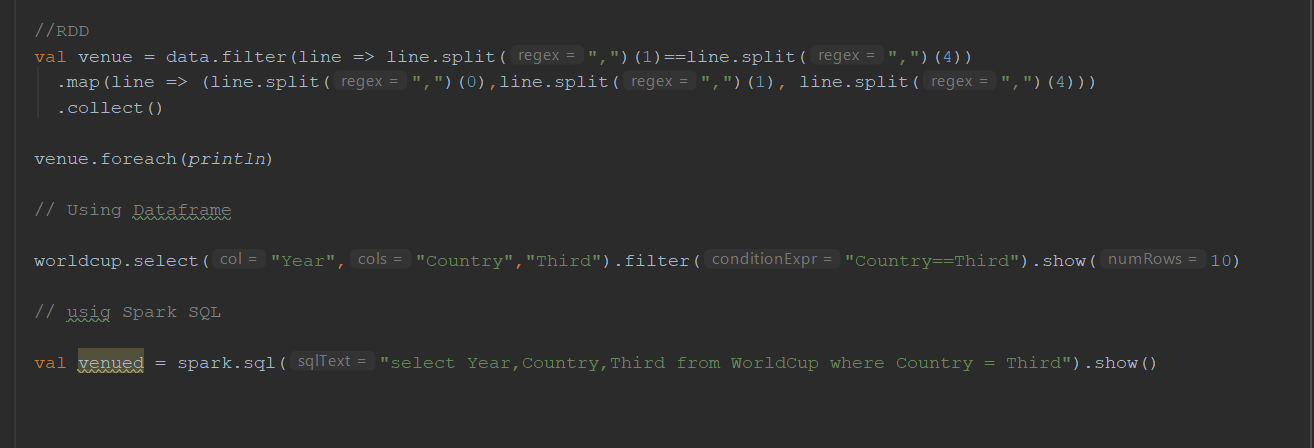 //RDD
val venue = data.filter(line => line.split( regex = ",")(1)==line.split( regex = ",")(4))
.map(line => (line.split( regex = ",")(0),line.split( regex = ",")(1), line.split( regex = ",")(4)))
.collect()
venue.foreach(println)
// Using Dataframe
worldcup.select( col = "Year", cols = "Country","Third").filter( conditionExpr = "Country==Third").show( numRows = 10)
// usig Spark SQL
val venued = spark.sql( sqlText = "select Year,Country,Third from WorldCup where Country = Third").show()